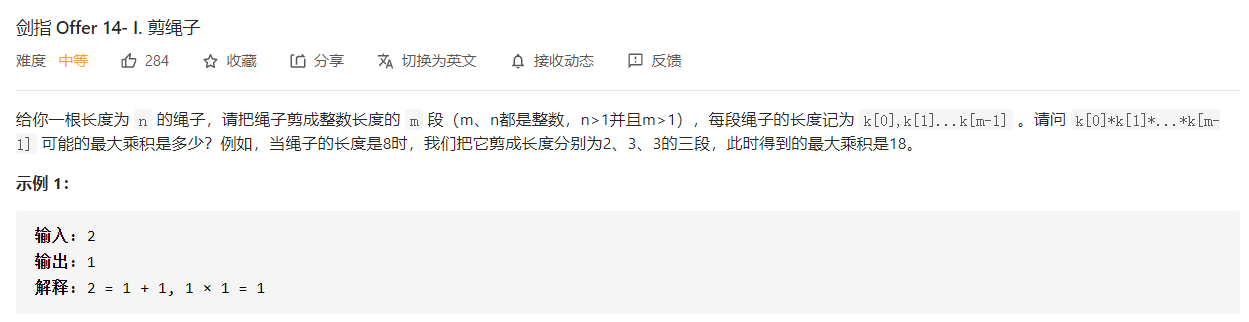 剑指 Offer 14- I. 剪绳子
难度 中等 284 收藏 分享 切换为英文 接收动态 反馈
给你一根长度为 n 的绳子，请把绳子剪成整数长度的 m 段（m、n都是整数，n>1并且m>1），每段绳子的长度记为 k[0],k[1]...k[m-1] 。请问 k[0]*k[1]*...*k[m-
1] 可能的最大乘积是多少？例如，当绳子的长度是8时，我们把它剪成长度分别为2、3、3的三段，此时得到的最大乘积是18。
示例 1：
输入：2
输出：1
解释：2 = 1 + 1, 1 × 1 = 1